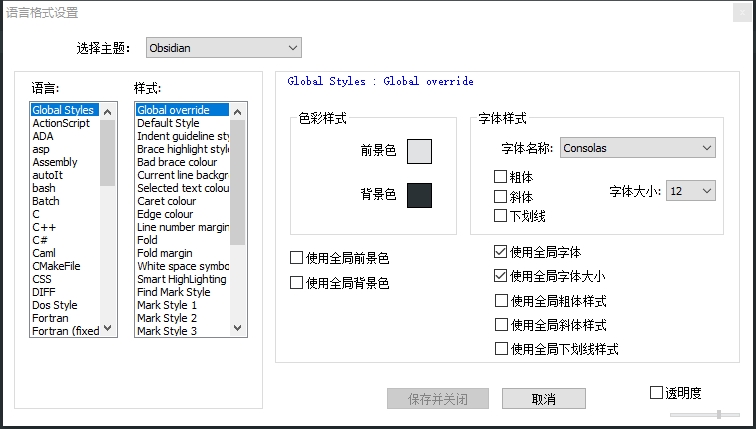 语言格式设置
选择主题： Obsidian
语言：
Global Styles
ActionScript
ADA
asp
Assembly
autoIt
bash
Batch
C
C++
C#
Caml
CMakeFile
CSS
DIFF
Dos Style
Fortran
Fortran (fixed
样式:
Global override
Default Style
Indent guideline sty
Brace highlight style
Bad brace colour
Current line backgr
Selected text colou
Caret colour
Edge colour
Line number margin
Fold
Fold margin
White space symbo
Smart HighLighting
Find Mark Style
Mark Style 1
Mark Style 2
Mark Style 3
Global Styles : Global override
色彩样式
前景色
背景色
使用全局前景色
使用全局背景色
字体样式
字体名称: Consolas
粗体
斜体
下划线
字体大小: 12
使用全局字体
使用全局字体大小
使用全局粗体样式
使用全局斜体样式
使用全局下划线样式
保存并关闭
取消
透明度